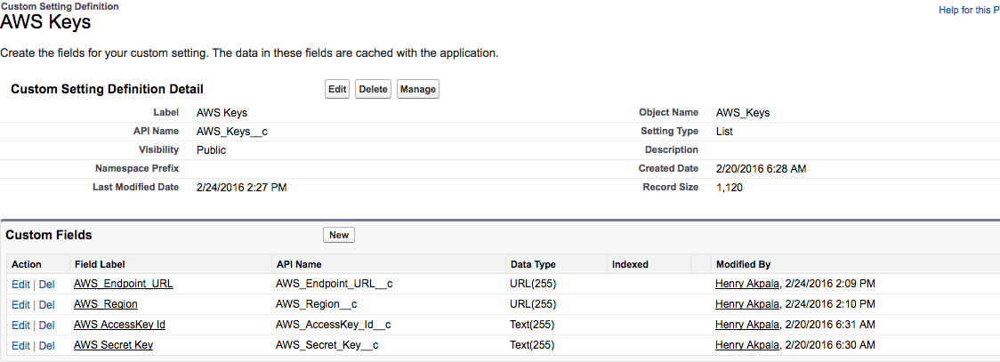 Custom Setting Definition
Help for this P
AWS Keys
Create the fields for your custom setting. The data in these fields are cached with the application.
Custom Setting Definition Detail Edit Delete Manage
Label AWS Keys Object Name AWS_Keys
API Name AWS_Keys__c Setting Type List
Visibility Public Description
Namespace Prefix Created Date 2/20/2016 6:28 AM
Last Modified Date 2/24/2016 2:27 PM Record Size 1,120
Custom Fields New
Action Field Label API Name Data Type Indexed Modified By
Edit | Del AWS_Endpoint_URL AWS_Endpoint_URL__c URL(255) Henry Akpala, 2/24/2016 2:09 PM
Edit | Del AWS_Region AWS_Region__c URL(255) Henry Akpala, 2/24/2016 2:10 PM
Edit | Del AWS AccessKey Id AWS_AccessKey_Id__c Text(255) Henry Akpala, 2/20/2016 6:31 AM
Edit | Del AWS Secret Key AWS_Secret_Key__c Text(255) Henry Akpala, 2/20/2016 6:30 AM